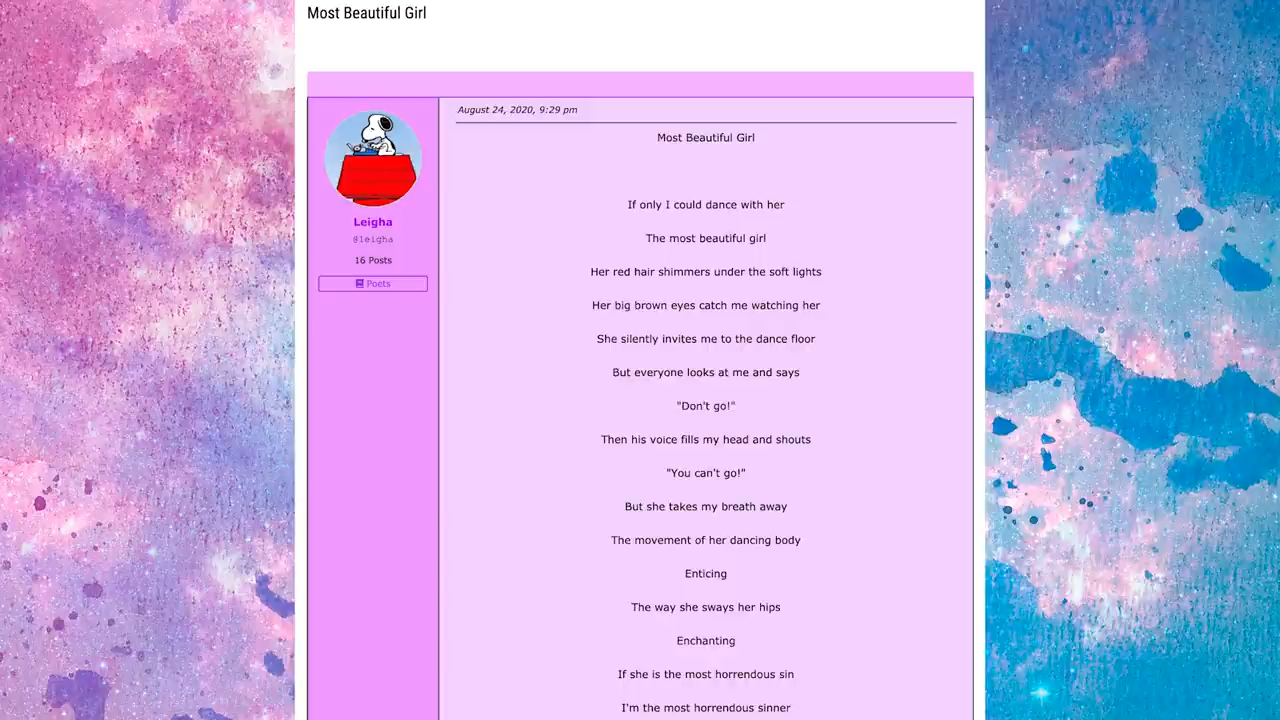 Most Beautiful Girl
August 24, 2020, 9:29 pm
Leigha
@leigha
16 Posts
Poets
Most Beautiful Girl
If only I could dance with her
The most beautiful girl
Her red hair shimmers under the soft lights
Her big brown eyes catch me watching her
She silently invites me to the dance floor
But everyone looks at me and says
"Don't go!"
Then his voice fills my head and shouts
"You can't go!"
But she takes my breath away
The movement of her dancing body
Enticing
The way she sways her hips
Enchanting
If she is the most horrendous sin
I'm the most horrendous sinner